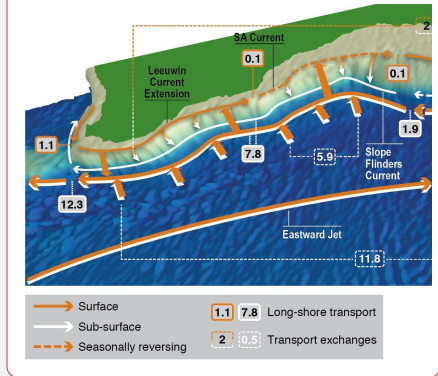 2
SA Current
0.1
Leeuwin
Current
Extension
0.1
1.1
1.9
7.8
5.9
Slope
Flinders
Current
12.3
Eastward Jet
11.8
Surface
1.1 7.8 Long-shore transport
Sub-surface
2 0.5 Transport exchanges
Seasonally reversing